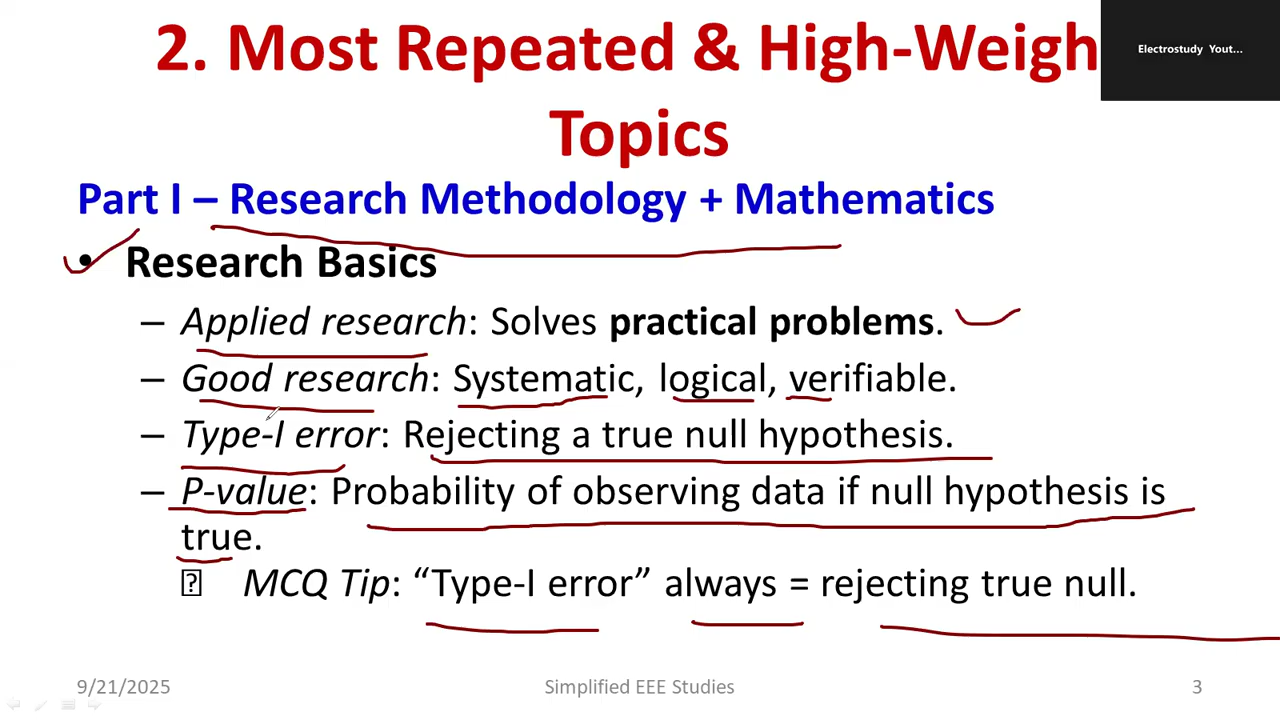 2. Most Repeated & High-Weigh
Topics
Electrostudy Yout...
Part I – Research Methodology + Mathematics
• Research Basics
– Applied research: Solves practical problems.
– Good research: Systematic, logical, verifiable.
– Type-I error: Rejecting a true null hypothesis.
– P-value: Probability of observing data if null hypothesis is
true.
MCQ Tip: “Type-I error” always = rejecting true null.
9/21/2025
Simplified EEE Studies
3